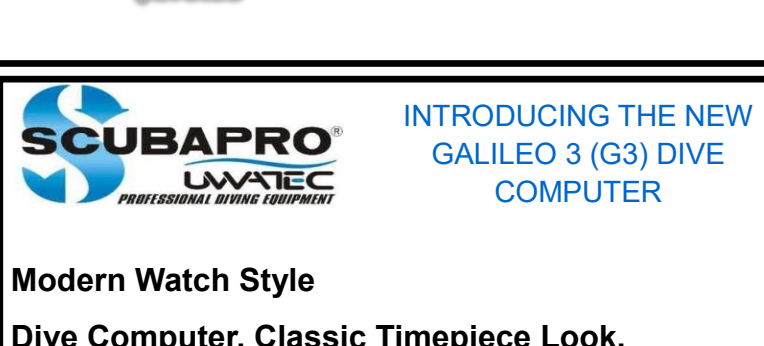 SCUBAPRO®
UWATEC
PROFESSIONAL DIVING EQUIPMENT
INTRODUCING THE NEW
GALILEO 3 (G3) DIVE
COMPUTER
Modern Watch Style
Dive Computer. Classic Timepiece Look.